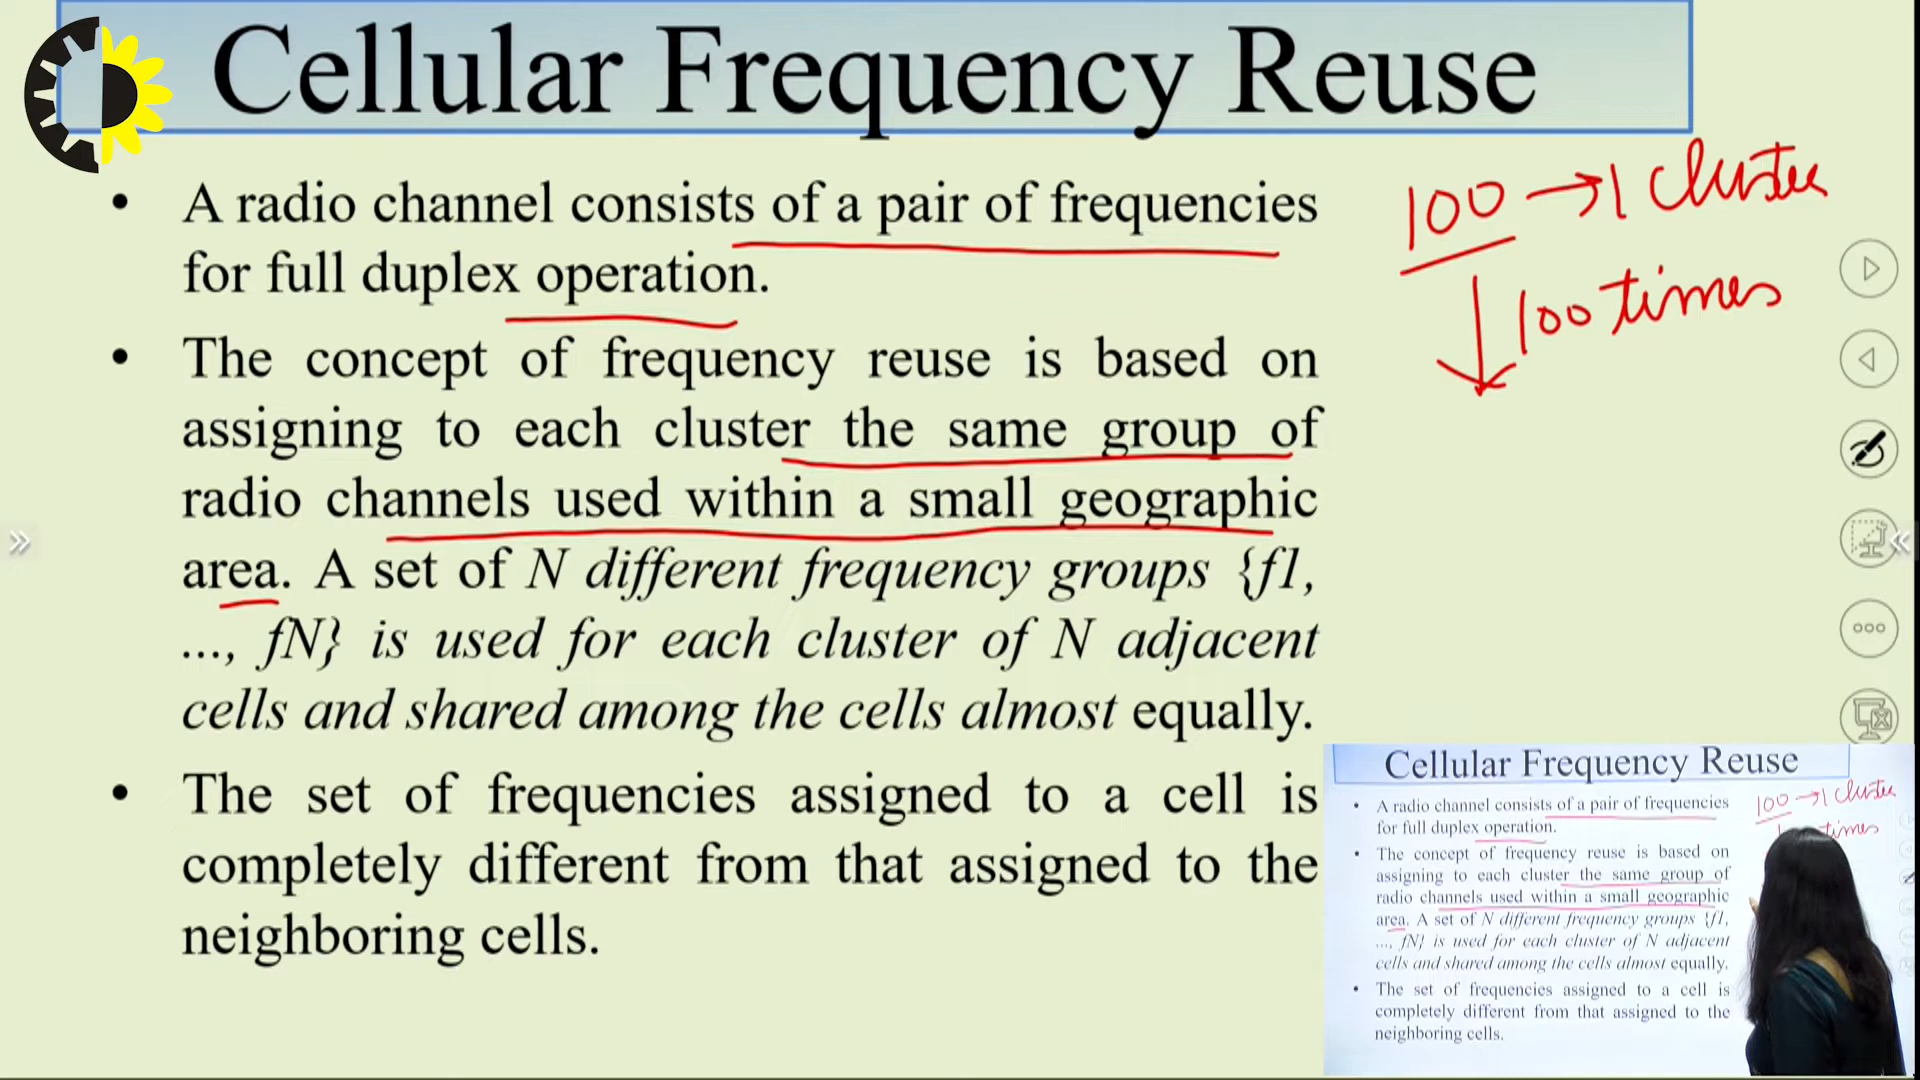 Cellular Frequency Reuse
• A radio channel consists of a pair of frequencies
for full duplex operation.
• The concept of frequency reuse is based on
assigning to each cluster the same group of
radio channels used within a small geographic
area. A set of N different frequency groups {f1,
..., fN} is used for each cluster of N adjacent
cells and shared among the cells almost equally.
• The set of frequencies assigned to a cell is
completely different from that assigned to the
neighboring cells.
100 → 1 cluster
100 times
Cellular Frequency Reuse
• A radio channel consists of a pair of frequencies
for full duplex operation.
• The concept of frequency reuse is based on
assigning to each cluster the same group of
radio channels used within a small geographic
area. A set of N different frequency groups {f1,
..., fN} is used for each cluster of N adjacent
cells and shared among the cells almost equally.
• The set of frequencies assigned to a cell is
completely different from that assigned to the
neighboring cells.
100 → 1 cluster
times